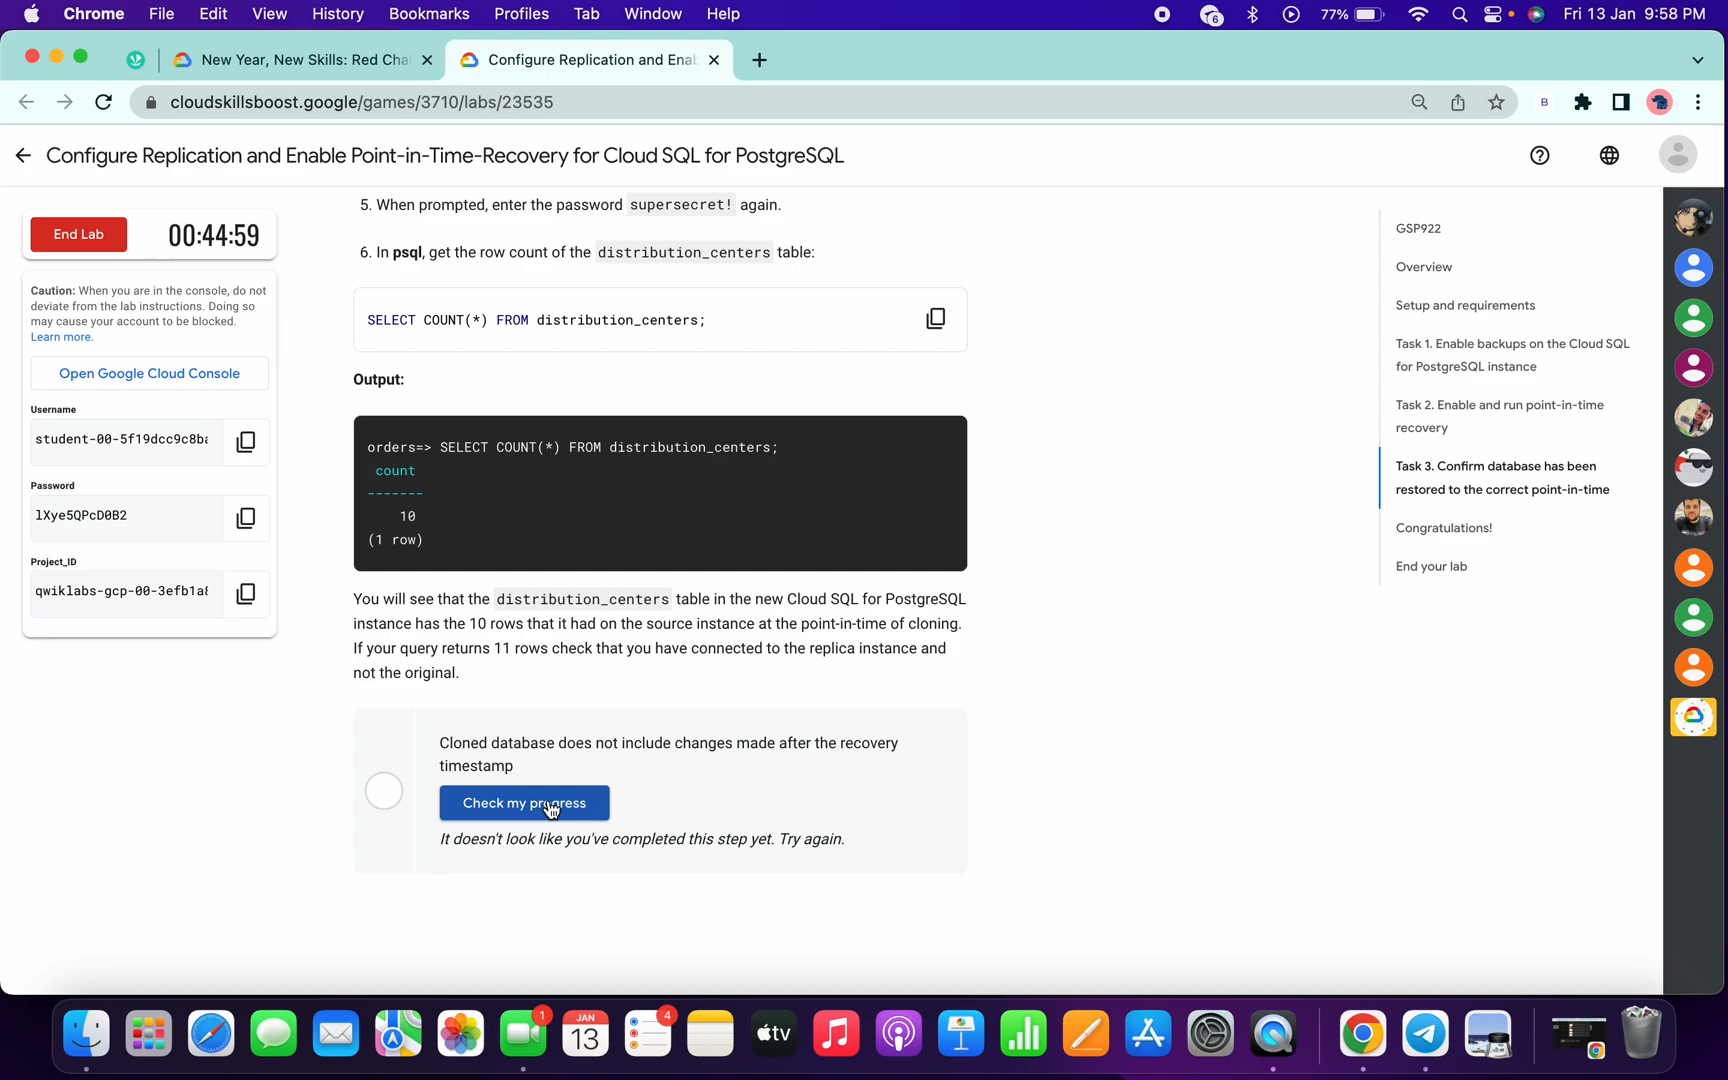 Chrome File Edit View History Bookmarks Profiles Tab Window Help 6 77% Fri 13 Jan 9:58 PM
New Year, New Skills: Red Cha
Configure Replication and Ena
cloudskillsboost.google/games/3710/labs/23535
B
Configure Replication and Enable Point-in-Time-Recovery for Cloud SQL for PostgreSQL
End Lab 00:44:59
Caution: When you are in the console, do not
deviate from the lab instructions. Doing so
may cause your account to be blocked.
Learn more.
Open Google Cloud Console
Username
student-00-5f19dcc9c8ba
Password
lXye5QPcD0B2
Project_ID
qwiklabs-gcp-00-3efb1a8
5. When prompted, enter the password supersecret! again.
6. In psql, get the row count of the distribution_centers table:
SELECT COUNT(*) FROM distribution_centers;
Output:
orders=> SELECT COUNT(*) FROM distribution_centers;
count
-------
10
(1 row)
You will see that the distribution_centers table in the new Cloud SQL for PostgreSQL
instance has the 10 rows that it had on the source instance at the point-in-time of cloning.
If your query returns 11 rows check that you have connected to the replica instance and
not the original.
Cloned database does not include changes made after the recovery
timestamp
Check my progress
It doesn't look like you've completed this step yet. Try again.
GSP922
Overview
Setup and requirements
Task 1. Enable backups on the Cloud SQL
for PostgreSQL instance
Task 2. Enable and run point-in-time
recovery
Task 3. Confirm database has been
restored to the correct point-in-time
Congratulations!
End your lab
1
JAN
13
4
tv